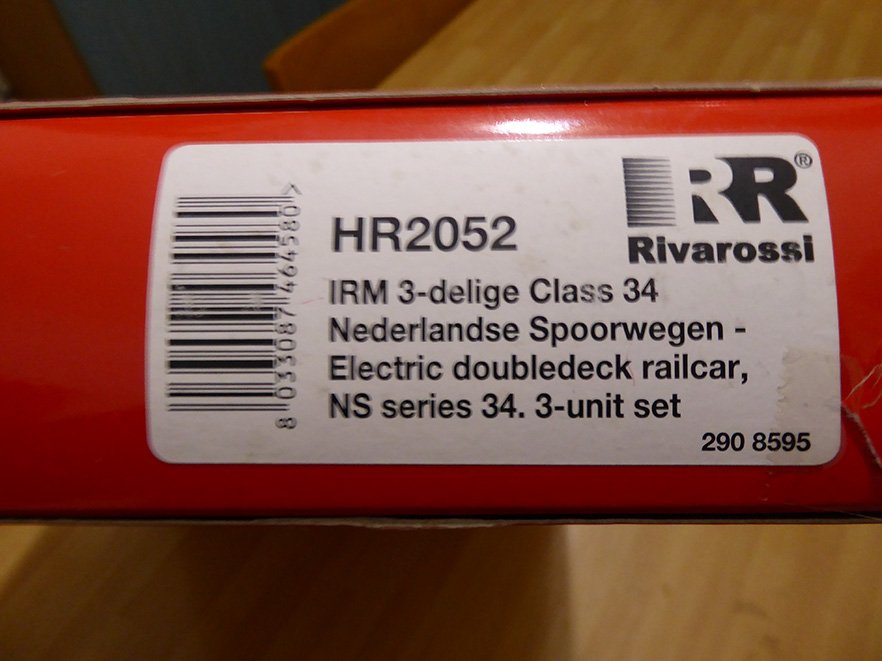 RR®
Rivarossi
HR2052
IRM 3-delige Class 34
Nederlandse Spoorwegen -
Electric doubledeck railcar,
NS series 34. 3-unit set
290 8595
8 033087 464580 >